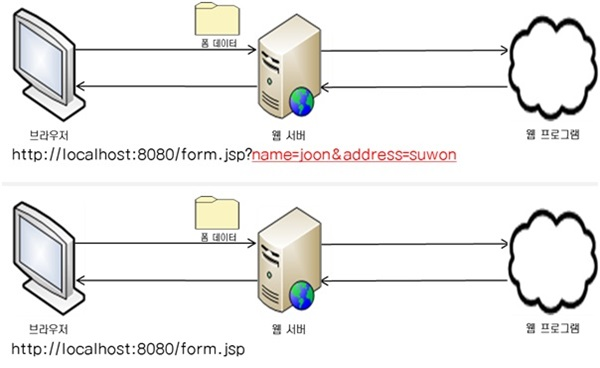 폼 데이터
브라우저 웹 서버 웹 프로그램
http://localhost:8080/form.jsp?name=joon&address=suwon
폼 데이터
브라우저 웹 서버 웹 프로그램
http://localhost:8080/form.jsp